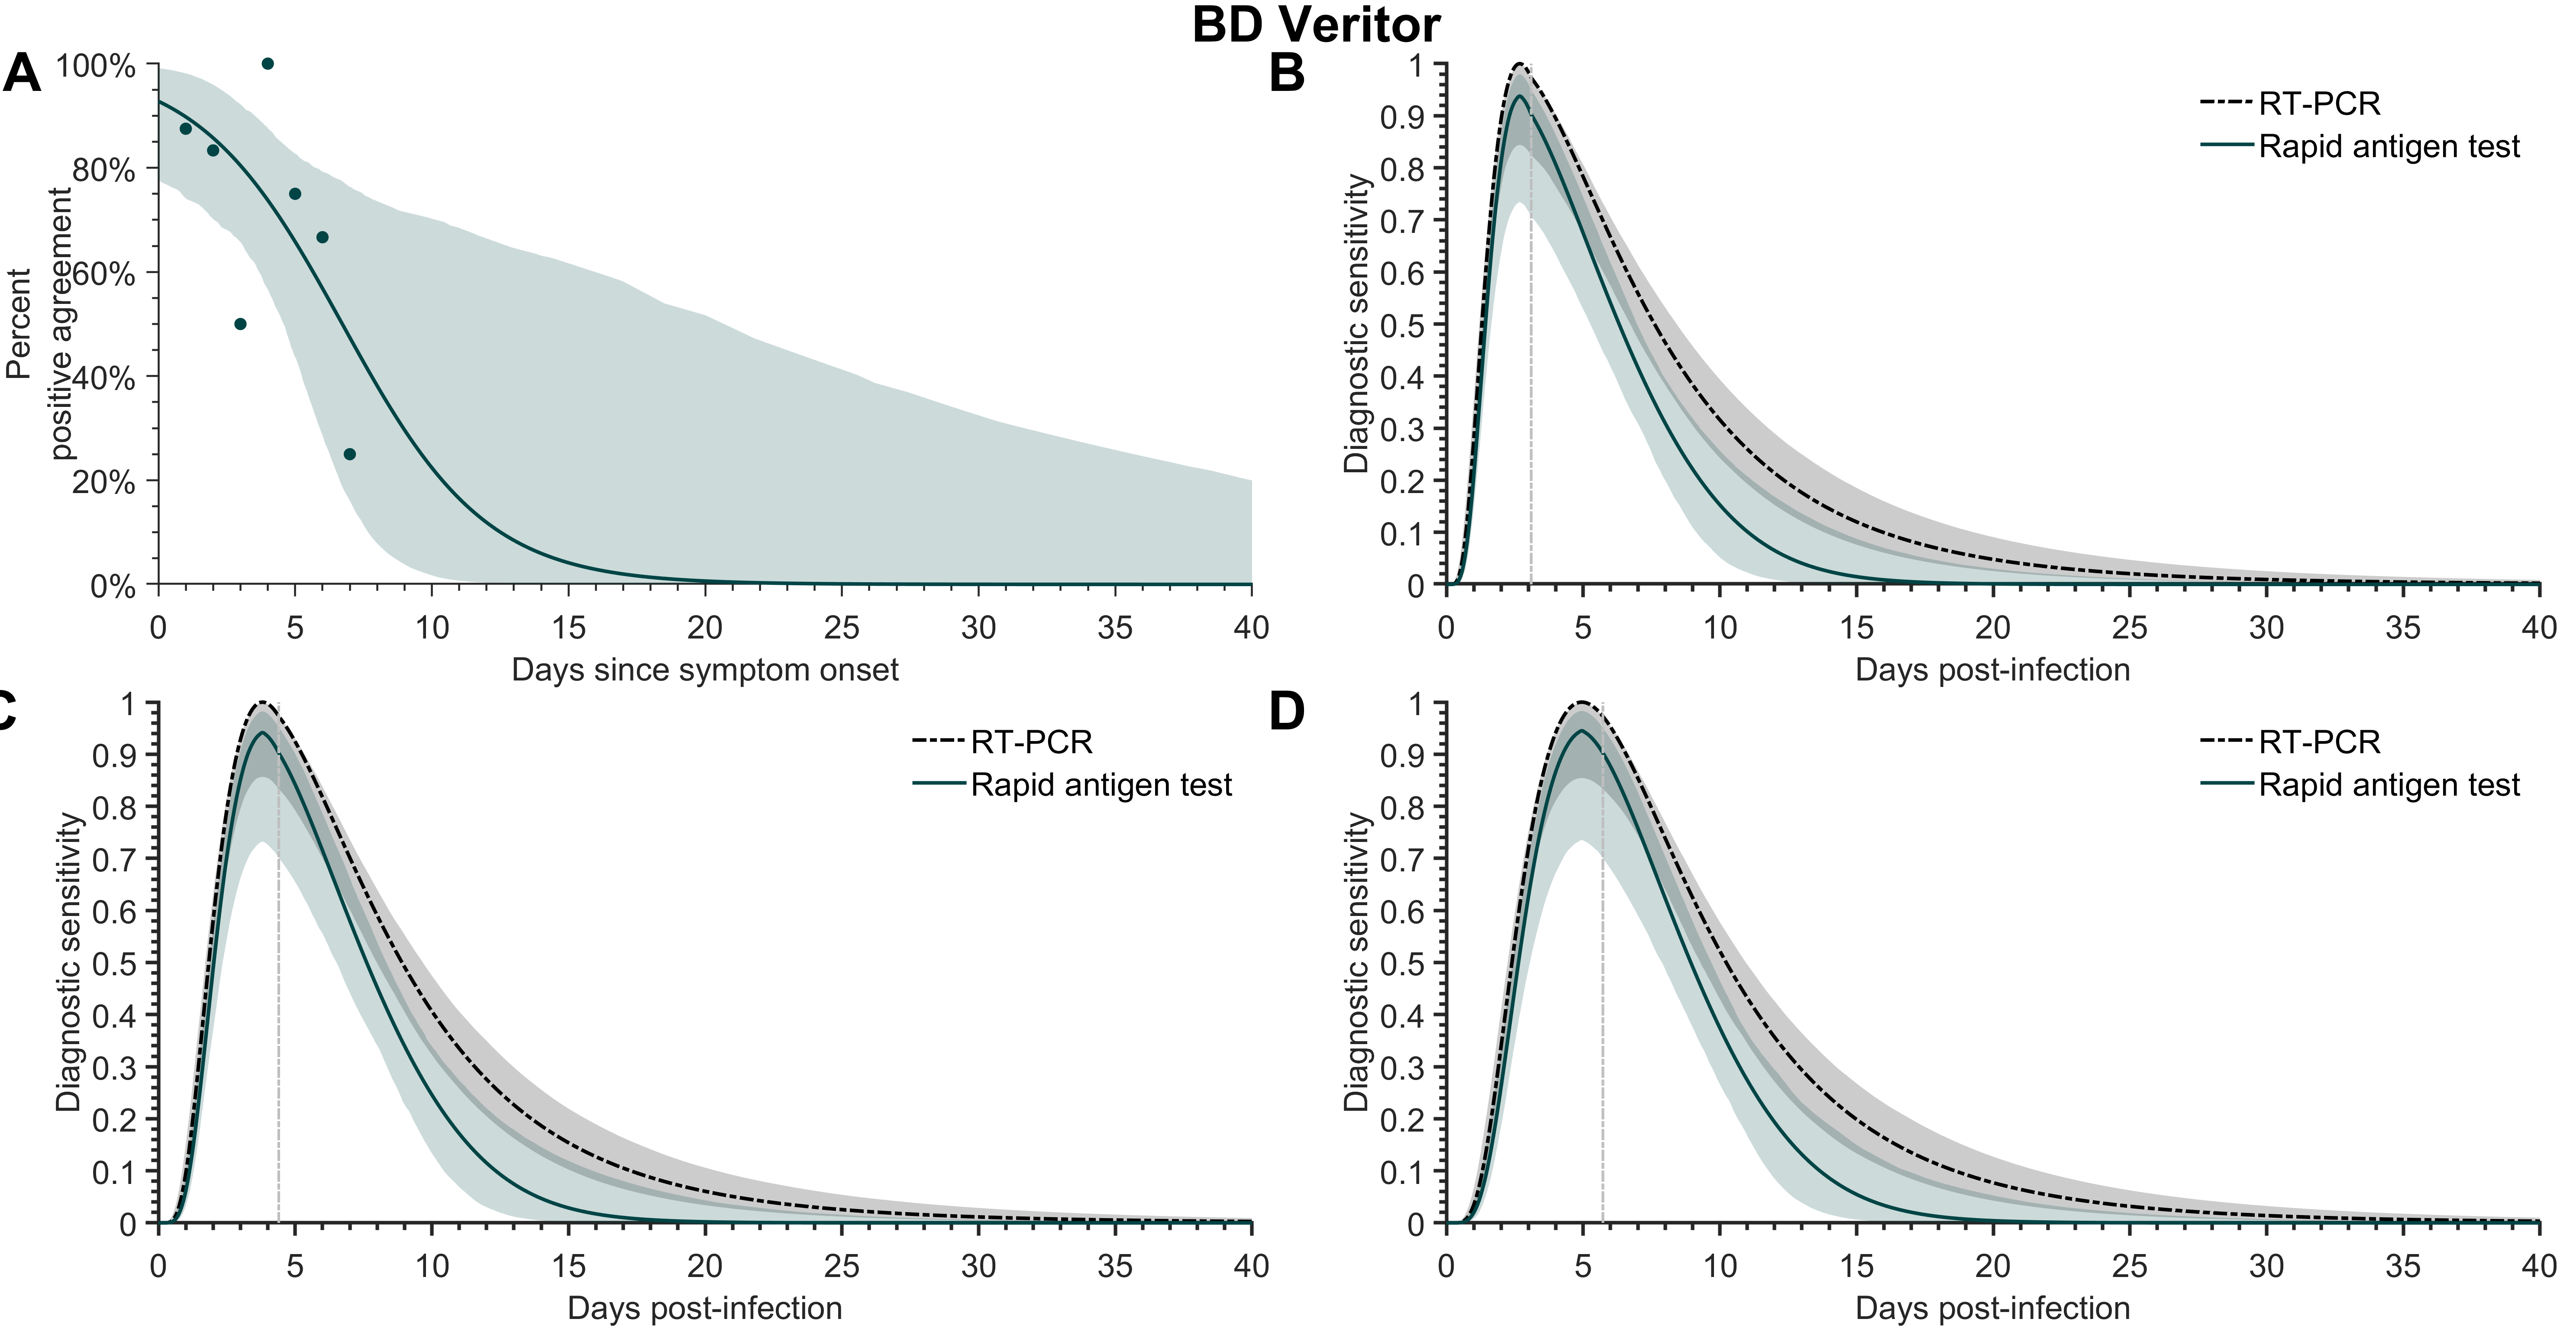 BD Veritor
A
100%
80%
60%
40%
20%
0%
Percent
positive agreement
0 5 10 15 20 25 30 35 40
Days since symptom onset
B
1
0.9
0.8
0.7
0.6
0.5
0.4
0.3
0.2
0.1
0
Diagnostic sensitivity
RT-PCR
Rapid antigen test
0 5 10 15 20 25 30 35 40
Days post-infection
C
1
0.9
0.8
0.7
0.6
0.5
0.4
0.3
0.2
0.1
0
Diagnostic sensitivity
RT-PCR
Rapid antigen test
0 5 10 15 20 25 30 35 40
Days post-infection
D
1
0.9
0.8
0.7
0.6
0.5
0.4
0.3
0.2
0.1
0
Diagnostic sensitivity
RT-PCR
Rapid antigen test
0 5 10 15 20 25 30 35 40
Days post-infection